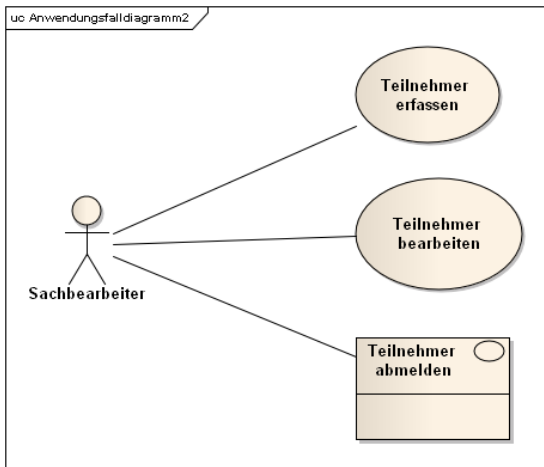 uc Anwendungsfalldiagramm2
Teilnehmer
erfassen
Teilnehmer
bearbeiten
Sachbearbeiter
Teilnehmer
abmelden